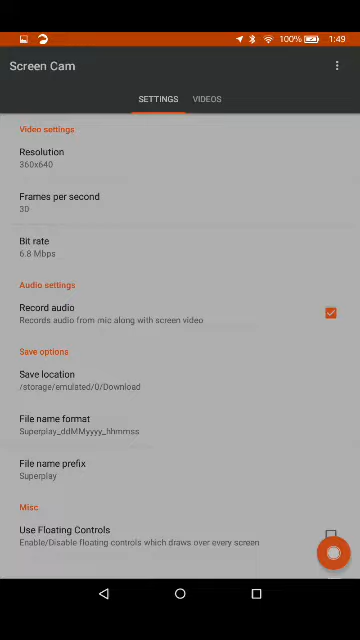 100% 1:49
Screen Cam
SETTINGS VIDEOS
Video settings
Resolution
360x640
Frames per second
3D
Bit rate
6.8 Mbps
Audio settings
Record audio
Records audio from mic along with screen video
Save options
Save location
/storage/emulated/0/Download
File name format
Superplay_ddMMyyyy_hhmmss
File name prefix
Superplay
Misc
Use Floating Controls
Enable/Disable floating controls which draws over every screen